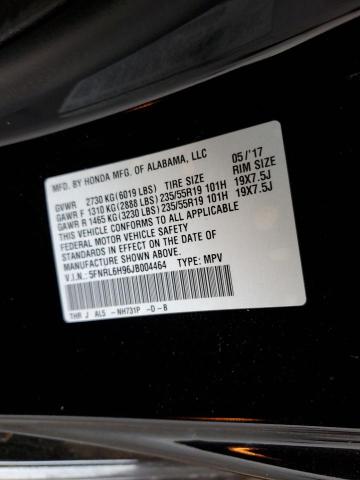 MFD. BY HONDA MFG. OF ALABAMA, LLC 05/'17
GVWR 2730 KG (6019 LBS) TIRE SIZE RIM SIZE
GAWR F 1310 KG (2888 LBS) 235/55R19 101H 19X7.5J
GAWR R 1465 KG (3230 LBS) 235/55R19 101H 19X7.5J
THIS VEHICLE CONFORMS TO ALL APPLICABLE
FEDERAL MOTOR VEHICLE SAFETY
STANDARDS IN EFFECT ON THE DATE OF
MANUFACTURE SHOWN ABOVE.
V.I.N.: 5FNRL6H96JB004464 TYPE: MPV
THR J AL5 -NH731P -D-B